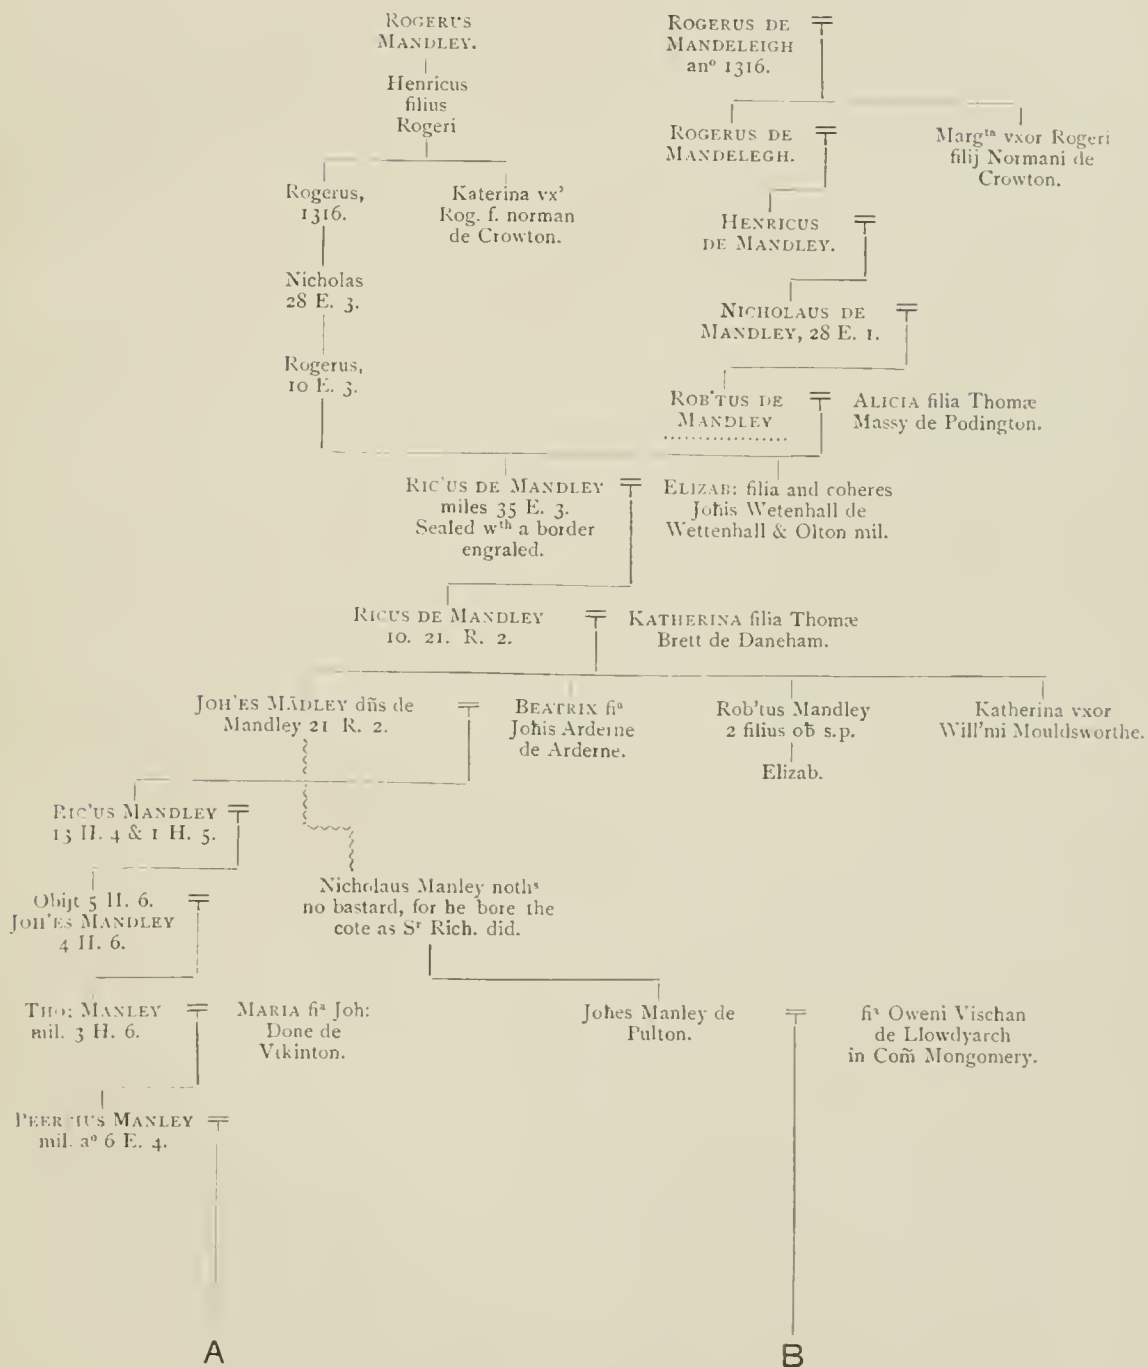 ROGERUS
MANDLEY.
Henricus
filius
Rogeri
Rogerus,
1316.
Katerina vx'
Rog. f. norman
de Crowton.
Nicholas
28 E. 3.
Rogerus,
10 E. 3.
ROGERUS DE
MANDELEIGH
anº 1316.
ROGERUS DE
MANDELEGH.
Margᵗᵃ vxor Rogeri
filij Normani de
Crowton.
HENRICUS
DE MANDLEY.
NICHOLAUS DE
MANDLEY, 28 E. 1.
ROB'TUS DE
MANDLEY
ALICIA filia Thomæ
Massy de Podington.
RIC'US DE MANDLEY
miles 35 E. 3.
Sealed wᵗʰ a border
engraled.
ELIZAB: filia and coheres
Joħis Wetenhall de
Wettenhall & Olton mil.
RICUS DE MANDLEY
10. 21. R. 2.
KATHERINA filia Thomæ
Brett de Daneham.
JOH'ES MĀDLEY dn̄s de
Mandley 21 R. 2.
BEATRIX fiᵃ
Joħis Arderne
de Arderne.
Rob'tus Mandley
2 filius oƀ s.p.
Elizab.
Katherina vxor
Will'mi Mouldsworthe.
RIC'US MANDLEY
13 H. 4 & 1 H. 5.
Obijt 5 H. 6.
JOH'ES MANDLEY
4 H. 6.
Nicholaus Manley nothˢ
no bastard, for he bore the
cote as Sʳ Rich. did.
THO: MANLEY
mil. 3 H. 6.
MARIA fiᵃ Joh:
Done de
Vtkinton.
Joħes Manley de
Pulton.
fiᵃ Oweni Vischan
de Llowdyarch
in Com̄ Mongomery.
MANLEY
mil. aº 6 E. 4.
A
B